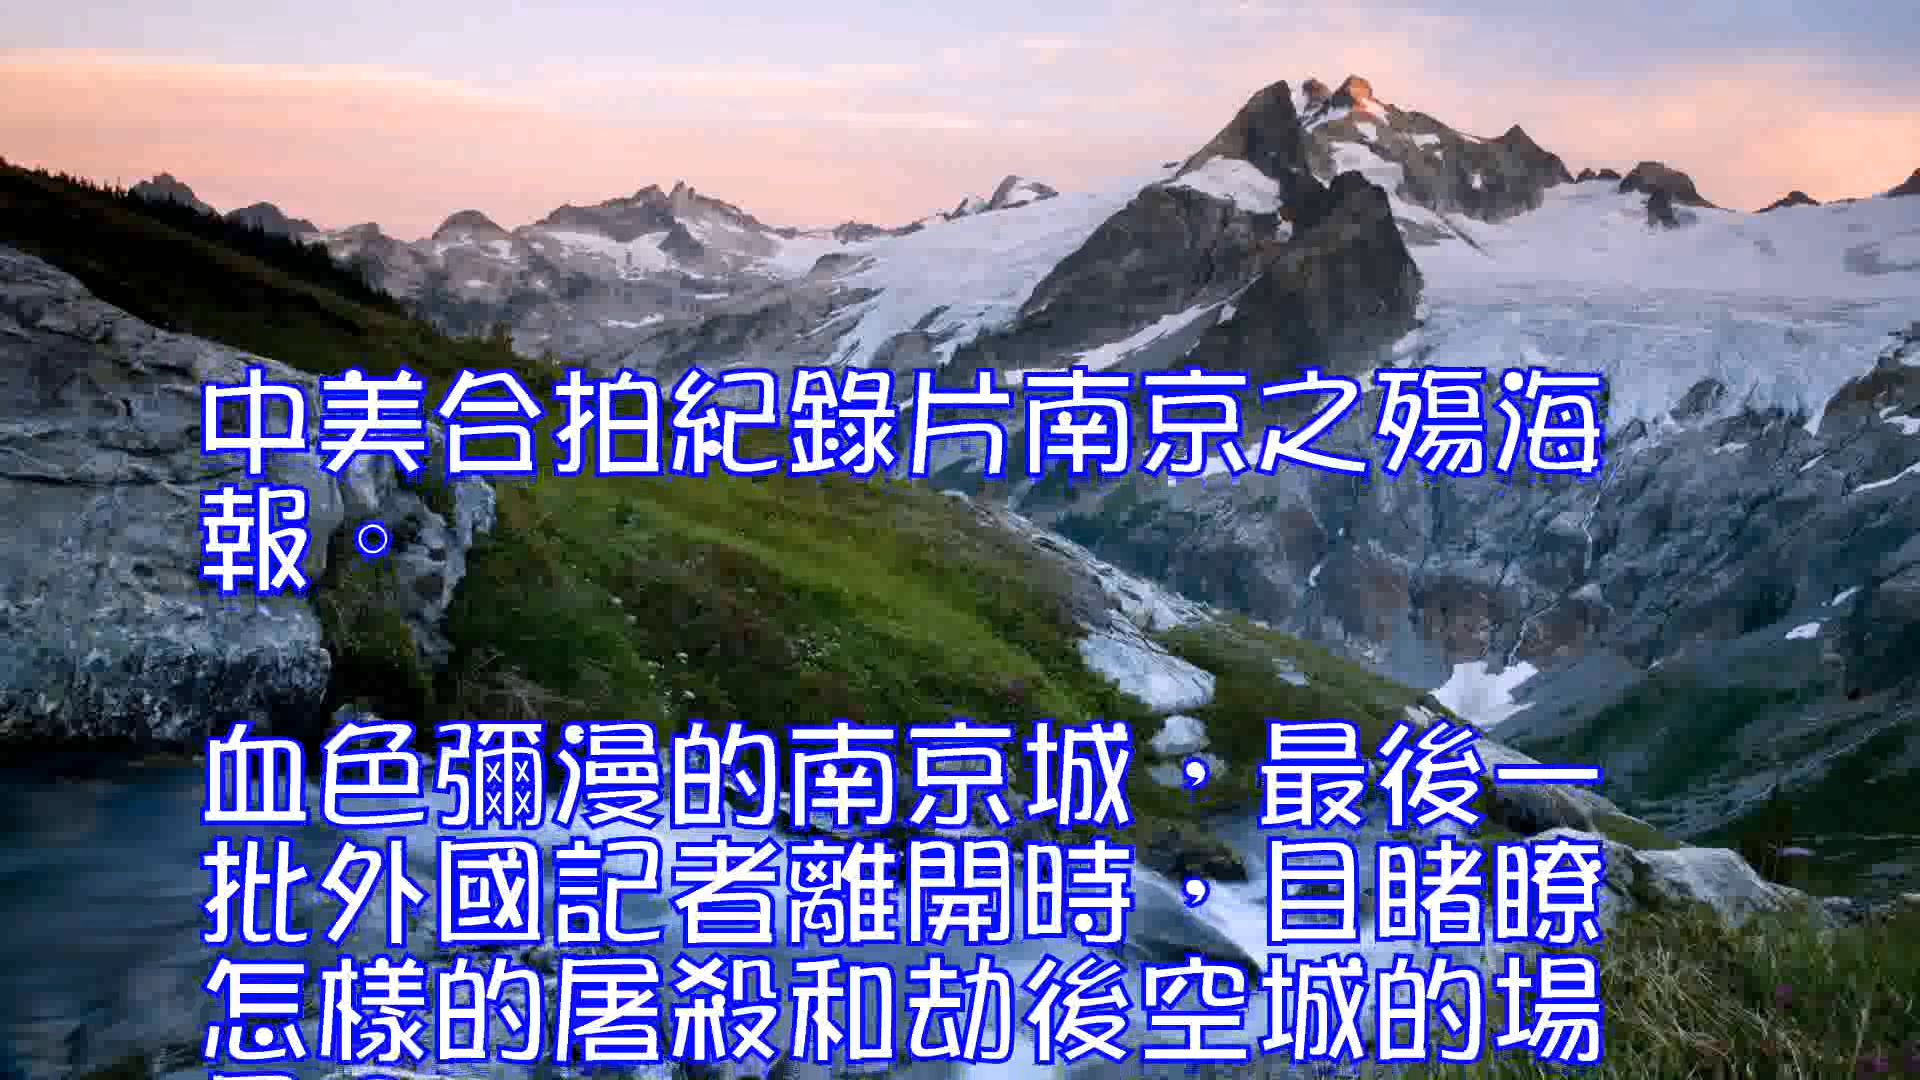 中美合拍紀錄片南京之殤海
報。
血色彌漫的南京城，最後一
批外國記者離開時，目睹瞭
怎樣的屠殺和劫後空城的場